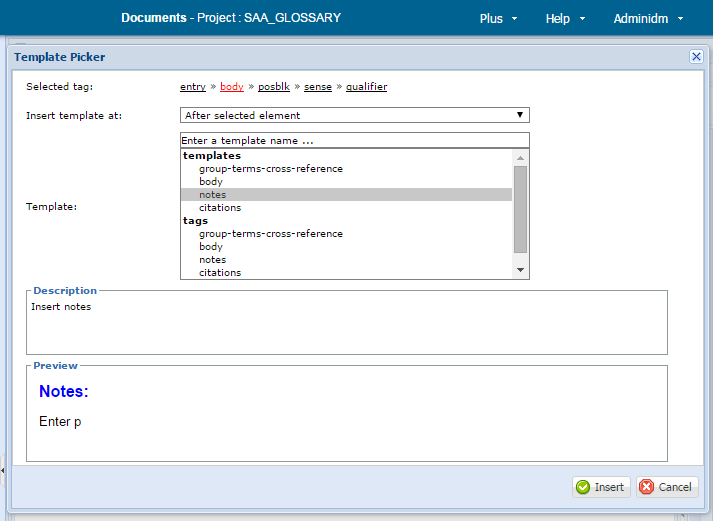 Documents - Project : SAA_GLOSSARY Plus Help Adminidm
Template Picker
Selected tag: entry » body » posblk » sense » qualifier
Insert template at: After selected element
Enter a template name ...
templates
group-terms-cross-reference
body
notes
citations
Template:
tags
group-terms-cross-reference
body
notes
citations
Description
Insert notes
Preview
Notes:
Enter p
Insert Cancel